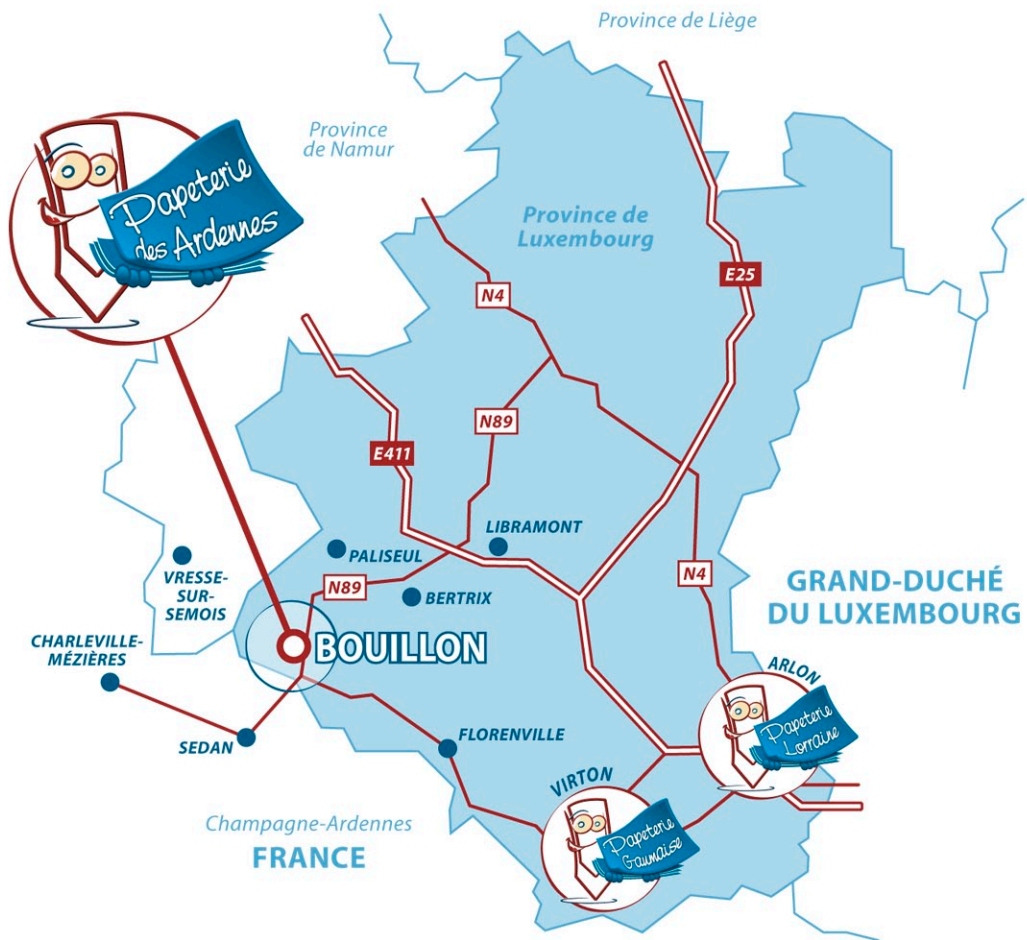 Province de Liège
Province
de Namur
Papeterie
des Ardennes
Province de
Luxembourg
E25
N4
N89
E411
LIBRAMONT
PALISEUL
VRESSE-
SUR-
SEMOIS
N89
BERTRIX
N4
GRAND-DUCHÉ
DU LUXEMBOURG
BOUILLON
CHARLEVILLE-
MÉZIÈRES
ARLON
Papeterie
Lorraine
SEDAN
FLORENVILLE
VIRTON
Papeterie
Gaumaise
Champagne-Ardennes
FRANCE